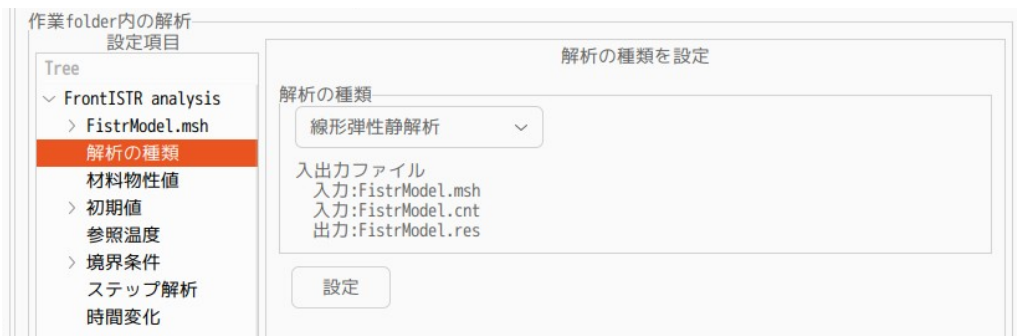 作業folder内の解析
設定項目
Tree
FrontISTR analysis
FistrModel.msh
解析の種類
材料物性値
初期値
参照温度
境界条件
ステップ解析
時間変化
解析の種類を設定
解析の種類
線形弾性静解析
入出力ファイル
入力:FistrModel.msh
入力:FistrModel.cnt
出力:FistrModel.res
設定